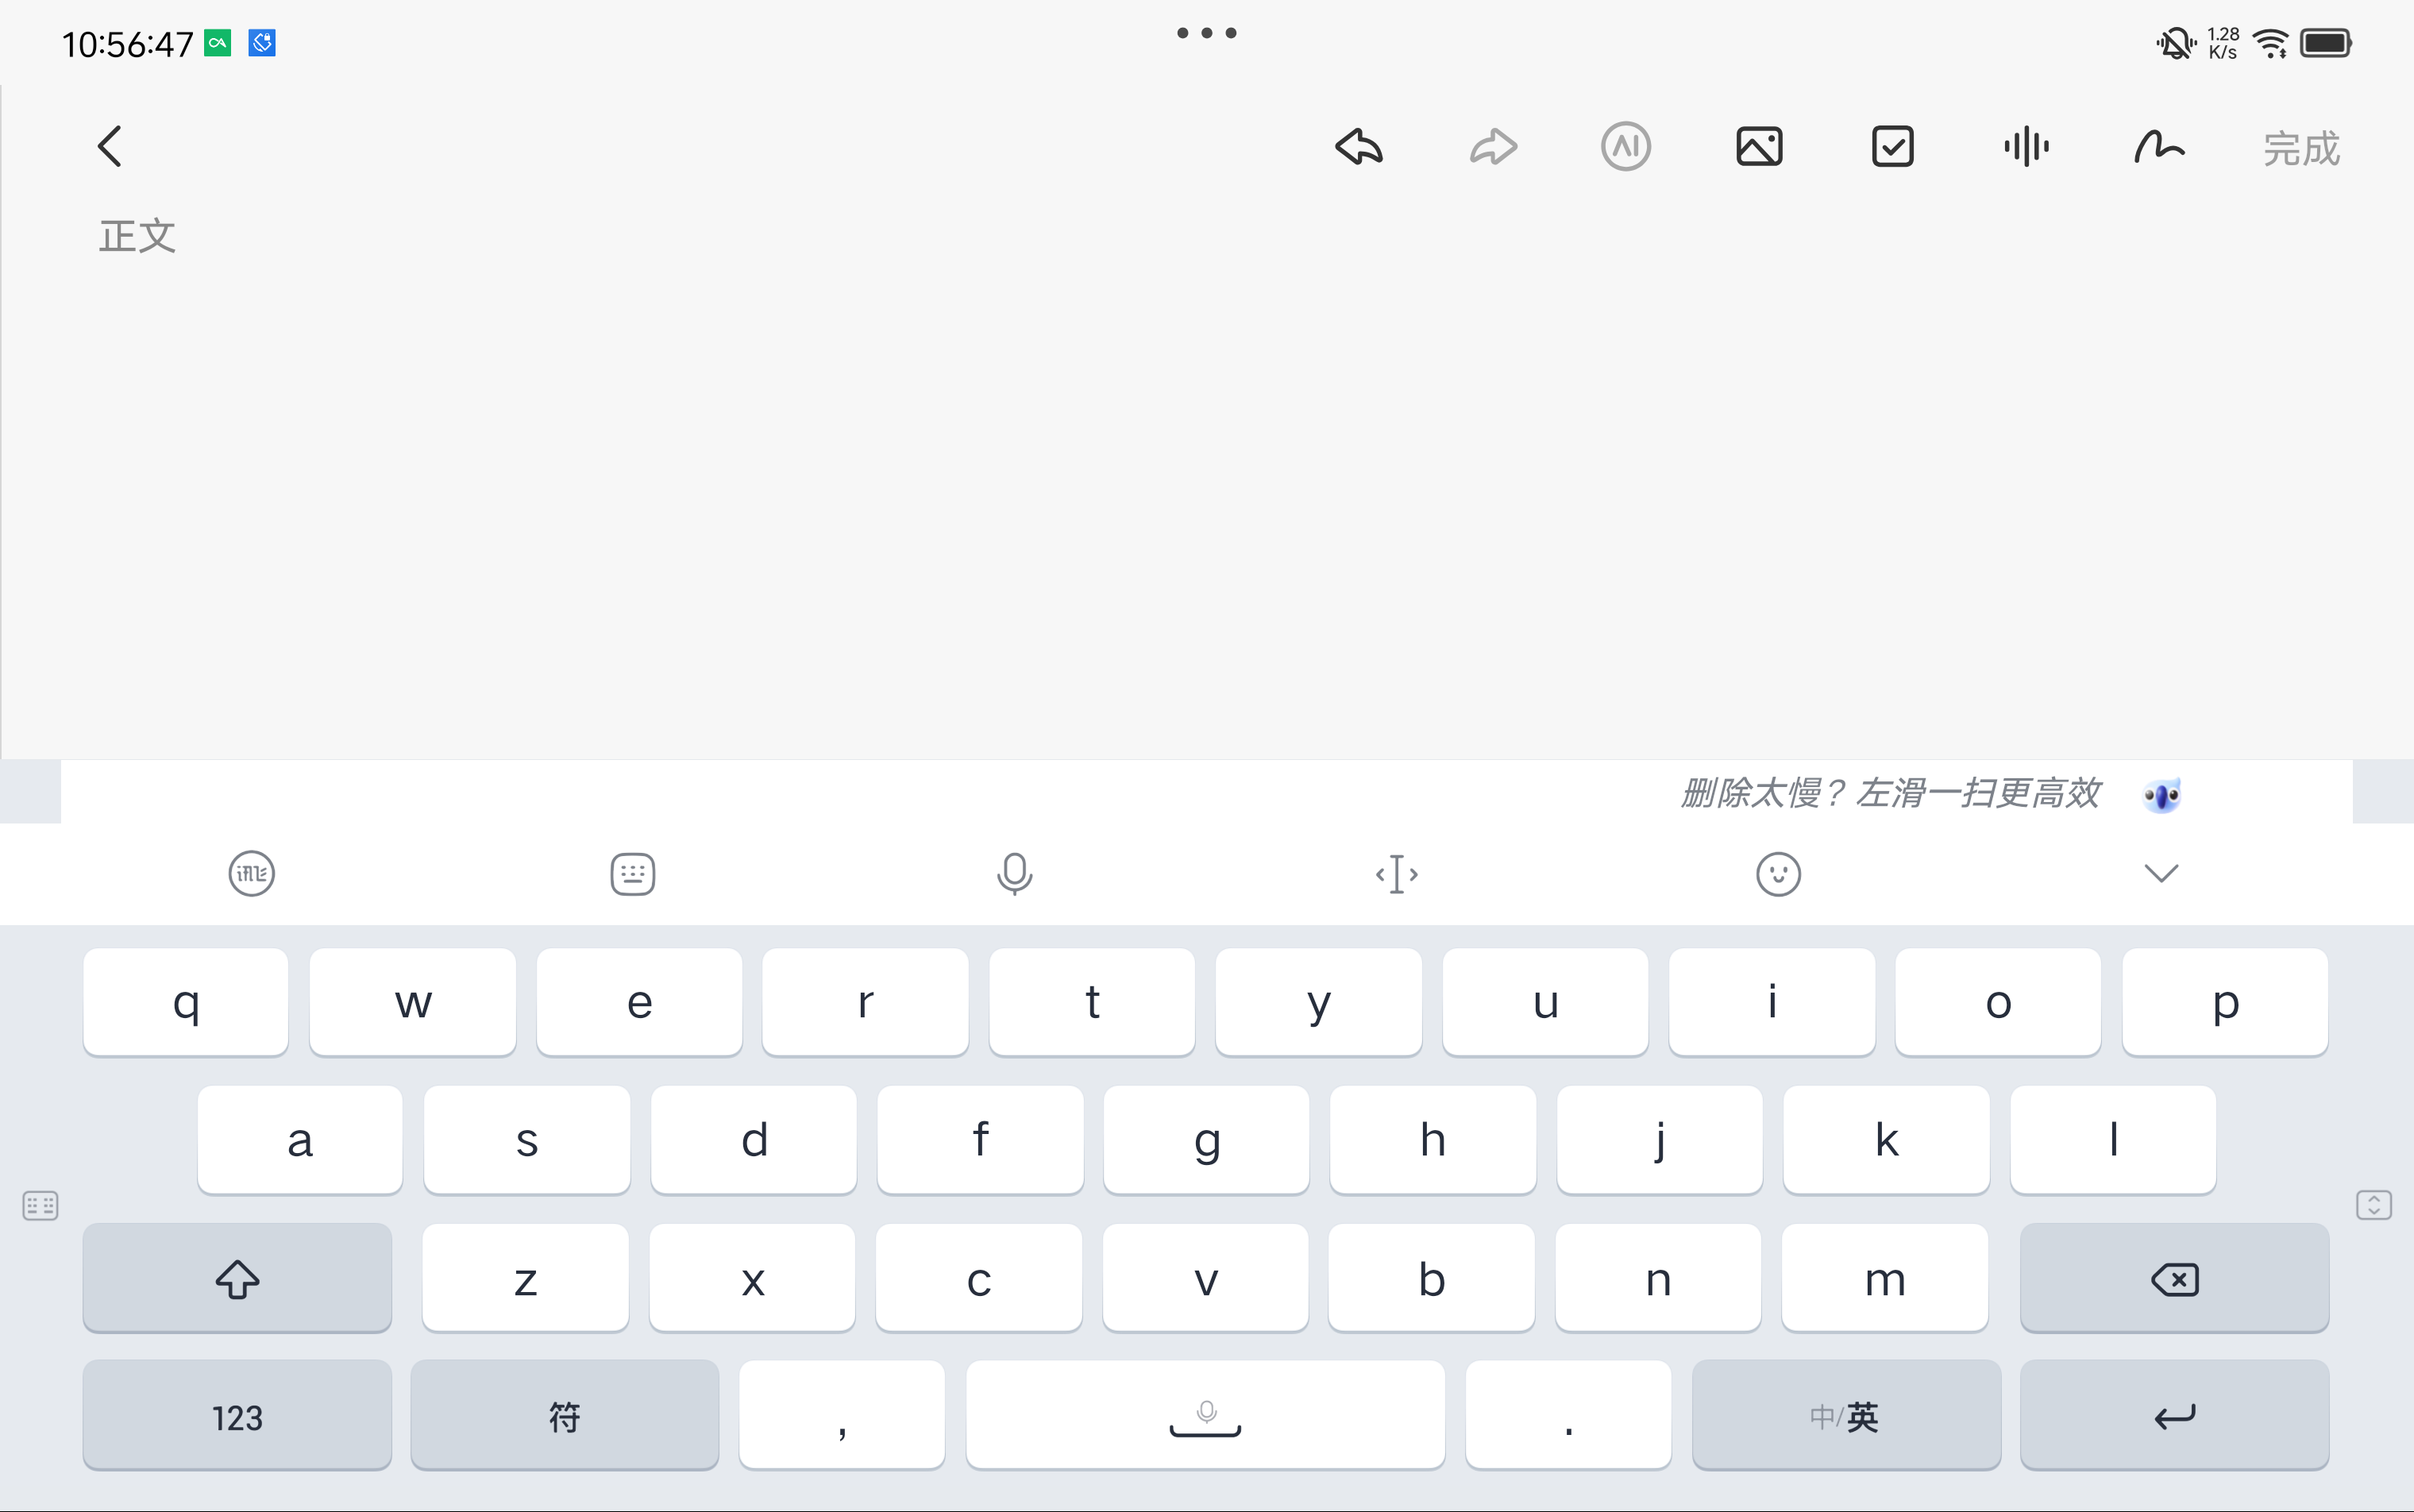 10:56:47
1.28
K/s
AI
完成
正文
删除太慢？左滑一扫更高效
讯飞
q w e r t y u i o p
a s d f g h j k l
z x c v b n m
123 符 , . 中/英